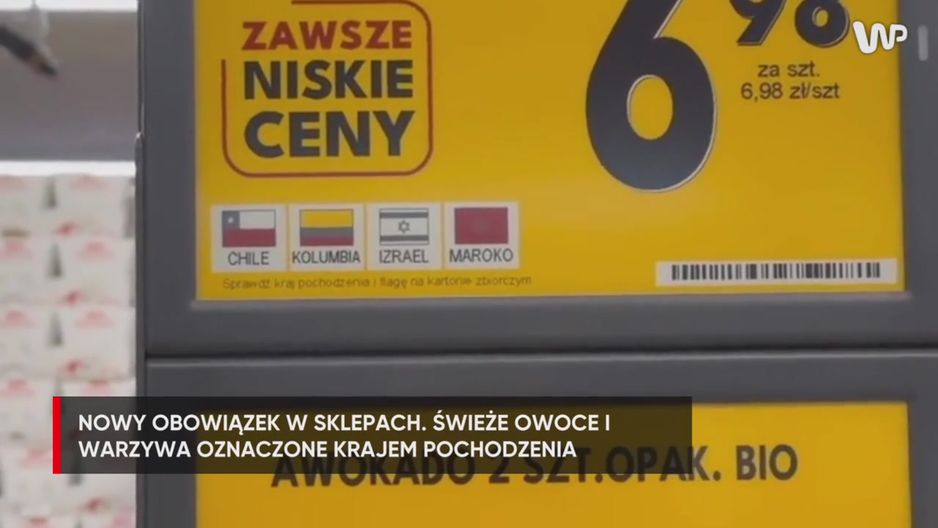 ZAWSZE
NISKIE
CENY
6 98
za szt.
6,98 zł/szt
WP
CHILE
KOLUMBIA
IZRAEL
MAROKO
Sprawdź kraj pochodzenia i flagę na kartonie zbiorczym
NOWY OBOWIĄZEK W SKLEPACH. ŚWIEŻE OWOCE I
WARZYWA OZNACZONE KRAJEM POCHODZENIA
AWOKADO 2 SZT.OPAK. BIO